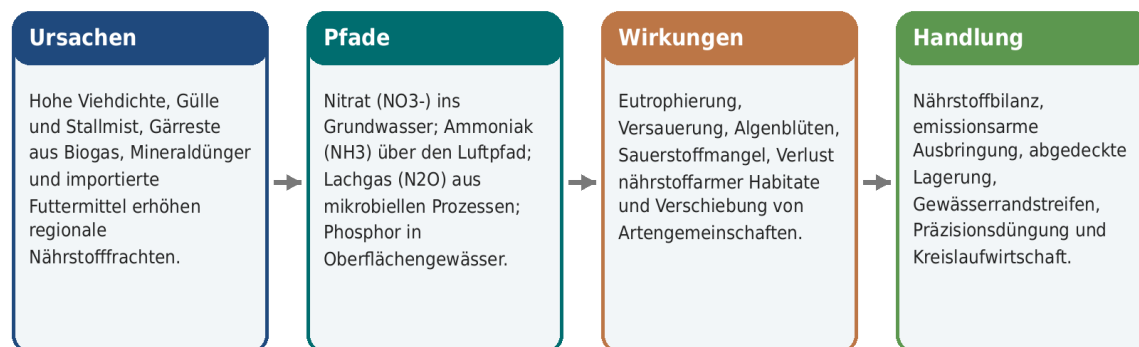 Ursachen
Hohe Viehdichte, Gülle
und Stallmist, Gärreste
aus Biogas, Mineraldünger
und importierte
Futtermittel erhöhen
regionale
Nährstofffrachten.
Pfade
Nitrat (NO3-) ins
Grundwasser; Ammoniak
(NH3) über den Luftpfad;
Lachgas (N2O) aus
mikrobiellen Prozessen;
Phosphor in
Oberflächengewässer.
Wirkungen
Eutrophierung,
Versauerung, Algenblüten,
Sauerstoffmangel, Verlust
nährstoffarmer Habitate
und Verschiebung von
Artengemeinschaften.
Handlung
Nährstoffbilanz,
emissionsarme
Ausbringung, abgedeckte
Lagerung,
Gewässerrandstreifen,
Präzisionsdüngung und
Kreislaufwirtschaft.